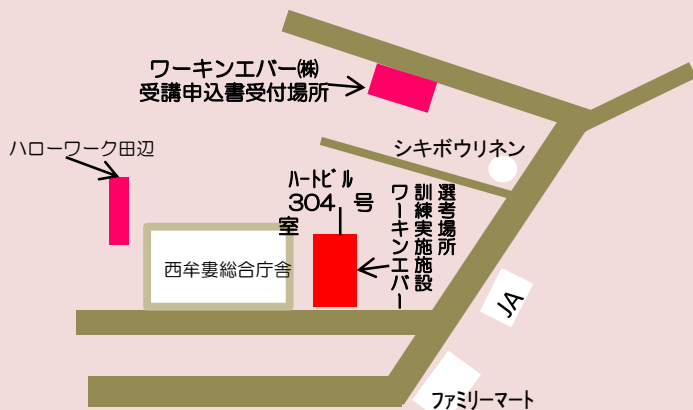 ワーキンエバー㈱
受講申込書受付場所
シキボウリネン
ハローワーク田辺
ハートビル
304 号
室
選考場所
訓練実施施設
ワーキンエバー
西牟婁総合庁舎
JA
ファミリーマート